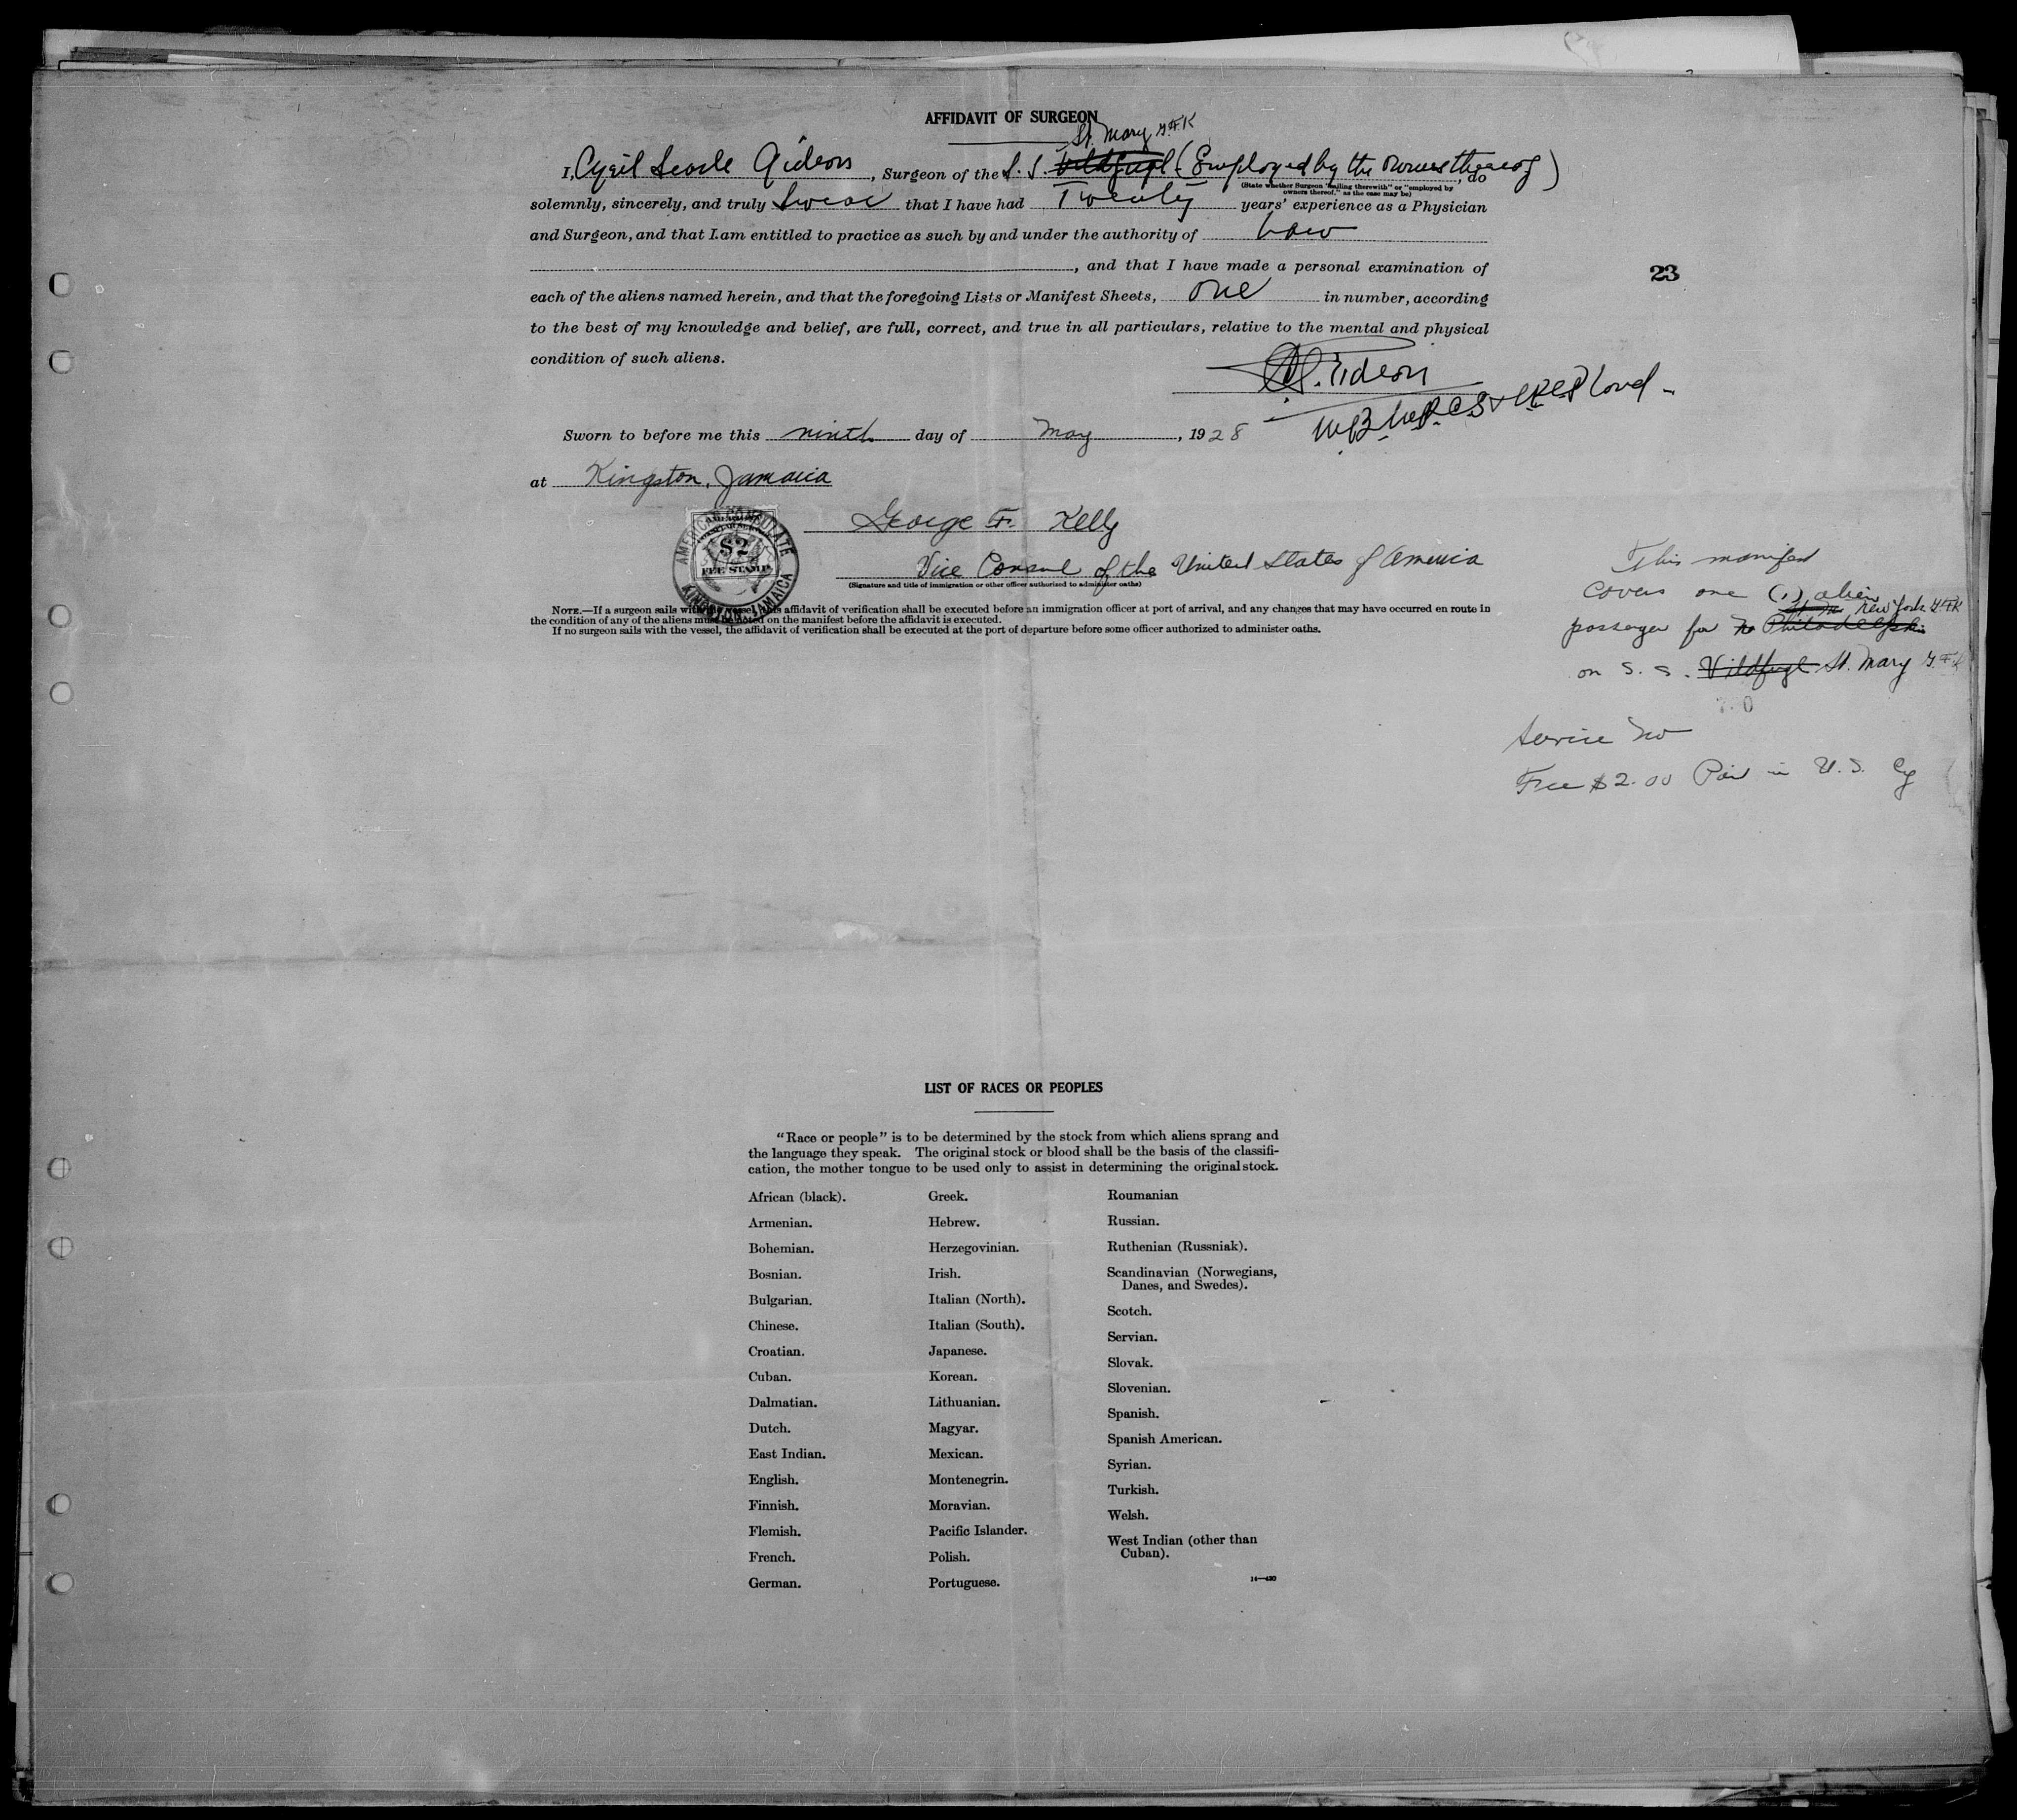 AFFIDAVIT OF SURGEON
St. Mary G.F.K
I, Cyril Searle Gideon, Surgeon of the S. S. Vildfugl (Employed by the owners thereof), do
(State whether Surgeon "sailing therewith" or "employed by
owners thereof," as the case may be)
solemnly, sincerely, and truly Swear that I have had Twenty years' experience as a Physician
and Surgeon, and that I am entitled to practice as such by and under the authority of Law
, and that I have made a personal examination of
23
each of the aliens named herein, and that the foregoing Lists or Manifest Sheets, one in number, according
to the best of my knowledge and belief, are full, correct, and true in all particulars, relative to the mental and physical
condition of such aliens.
Gideon
Sworn to before me this ninth day of May, 1928
at Kingston, Jamaica
George F. Kelly
Vice Consul of the United States of America
(Signature and title of immigration or other officer authorized to administer oaths)
AMERICAN CONSULATE
KINGSTON, JAMAICA
$2
FEE STAMP
NOTE.—If a surgeon sails with the vessel, this affidavit of verification shall be executed before an immigration officer at port of arrival, and any changes that may have occurred en route in
the condition of any of the aliens must be noted on the manifest before the affidavit is executed.
If no surgeon sails with the vessel, the affidavit of verification shall be executed at the port of departure before some officer authorized to administer oaths.
This manifest
covers one (1) alien
New York G.F.K
passenger for Philadelphia
on S. S. Vildfugl St. Mary G.F.K
Service No
Fee $2.00 Paid in U.S. Cy
LIST OF RACES OR PEOPLES
"Race or people" is to be determined by the stock from which aliens sprang and
the language they speak. The original stock or blood shall be the basis of the classifi-
cation, the mother tongue to be used only to assist in determining the original stock.
African (black).
Armenian.
Bohemian.
Bosnian.
Bulgarian.
Chinese.
Croatian.
Cuban.
Dalmatian.
Dutch.
East Indian.
English.
Finnish.
Flemish.
French.
German.
Greek.
Hebrew.
Herzegovinian.
Irish.
Italian (North).
Italian (South).
Japanese.
Korean.
Lithuanian.
Magyar.
Mexican.
Montenegrin.
Moravian.
Pacific Islander.
Polish.
Portuguese.
Roumanian
Russian.
Ruthenian (Russniak).
Scandinavian (Norwegians,
Danes, and Swedes).
Scotch.
Servian.
Slovak.
Slovenian.
Spanish.
Spanish American.
Syrian.
Turkish.
Welsh.
West Indian (other than
Cuban).